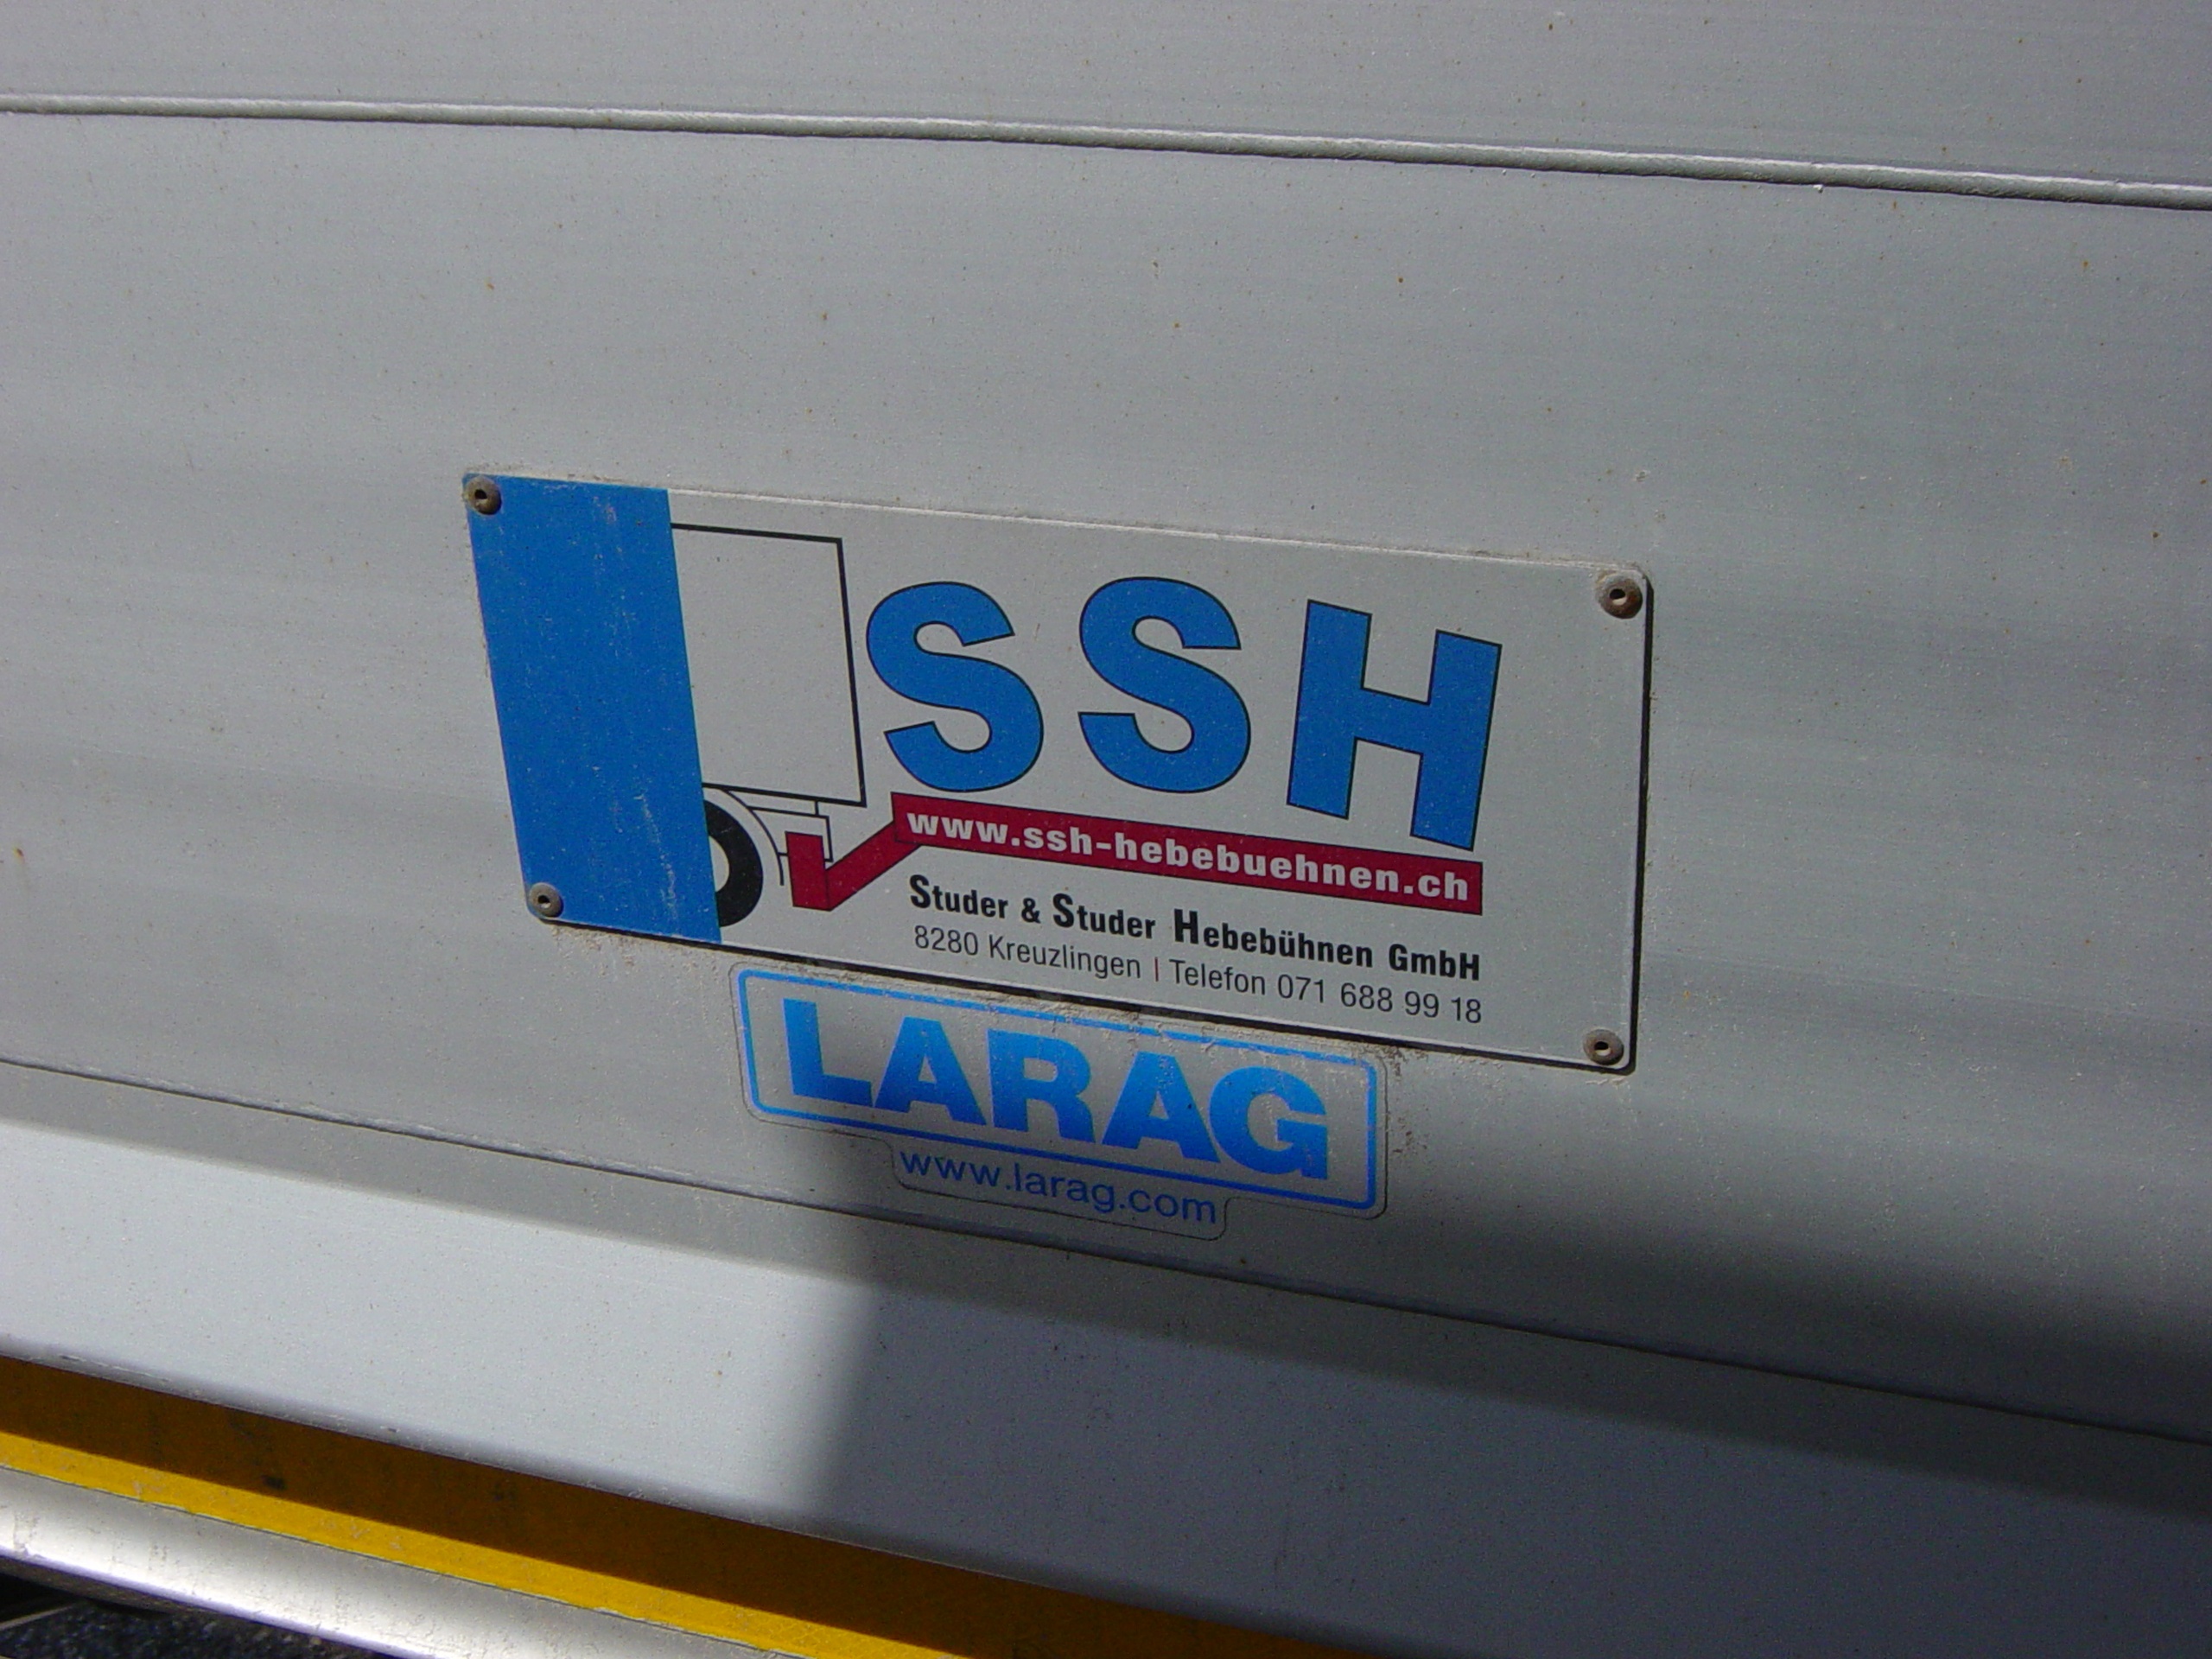 SSH
www.ssh-hebebuehnen.ch
Studer & Studer Hebebühnen GmbH
8280 Kreuzlingen | Telefon 071 688 99 18
LARAG
www.larag.com